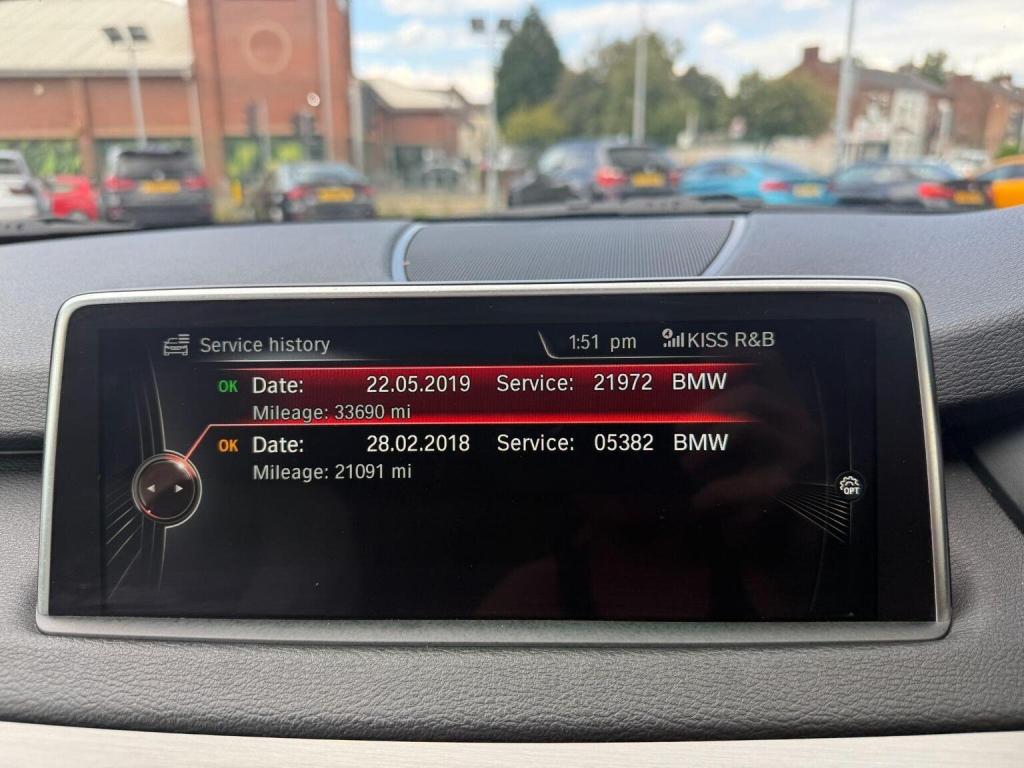 Service history 1:51 pm KISS R&B
OK Date: 22.05.2019 Service: 21972 BMW
Mileage: 33690 mi
OK Date: 28.02.2018 Service: 05382 BMW
Mileage: 21091 mi
OPT